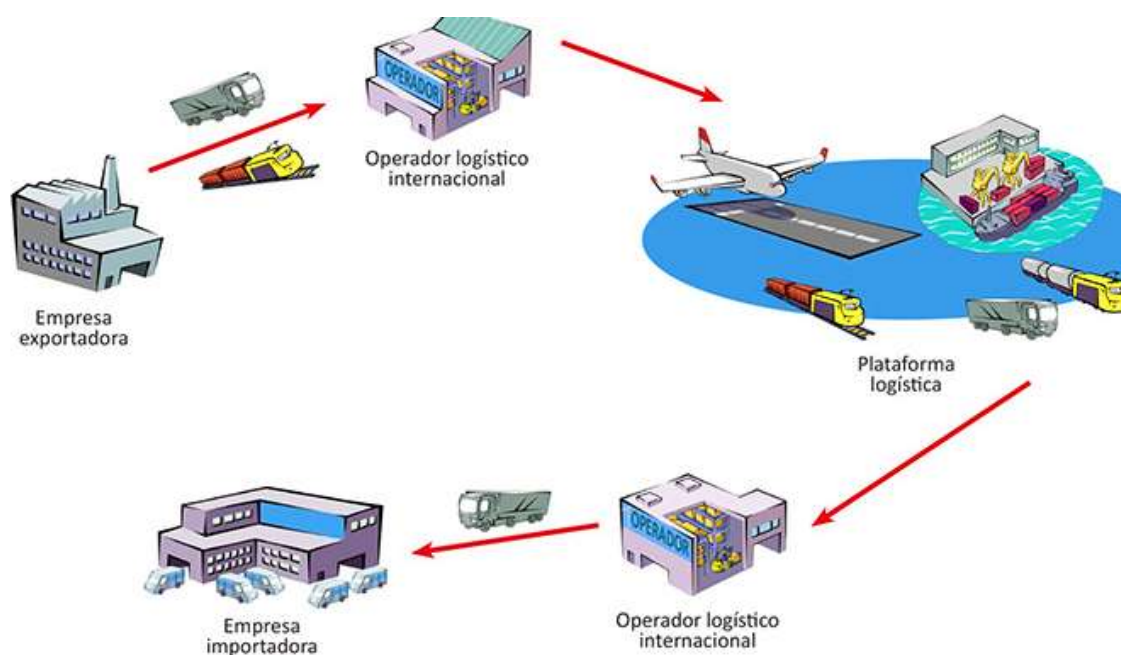 OPERADOR
Operador logístico
internacional
Empresa
exportadora
Plataforma
logística
OPERADOR
Operador logístico
internacional
Empresa
importadora